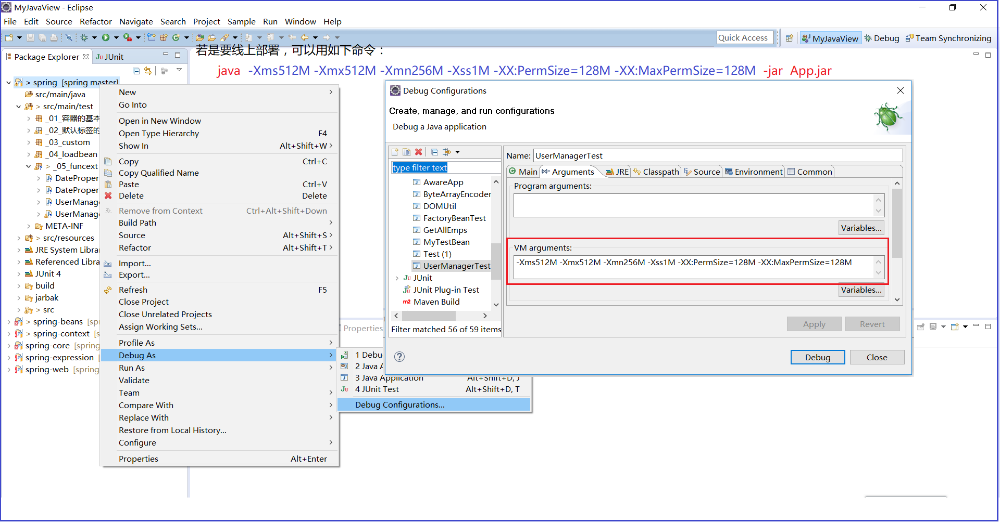 MyJavaView - Eclipse
File Edit Source Refactor Navigate Search Project Sample Run Window Help
Quick Access
MyJavaView Debug Team Synchronizing
Package Explorer JUnit
若是要线上部署，可以用如下命令：
java -Xms512M -Xmx512M -Xmn256M -Xss1M -XX:PermSize=128M -XX:MaxPermSize=128M -jar App.jar
> spring [spring master]
src/main/java
> src/main/test
_01_容器的基本
_02_默认标签的
_03_custom
_04_loadbean
> _05_funcext
DateProper
DateProper
UserManag
UserManag
META-INF
> src/resources
JRE System Libra
Referenced Libra
JUnit 4
build
jarbak
> src
> spring-beans [spr
> spring-context [s
spring-core [spring
spring-expression [
spring-web [spring
New
Go Into
Open in New Window
Open Type Hierarchy F4
Show In Alt+Shift+W >
Copy Ctrl+C
Copy Qualified Name
Paste Ctrl+V
Delete Delete
Remove from Context Ctrl+Alt+Shift+Down
Build Path
Source Alt+Shift+S >
Refactor Alt+Shift+T >
Import...
Export...
Refresh F5
Close Project
Close Unrelated Projects
Assign Working Sets...
Profile As
Debug As
Run As
Validate
Team
Compare With
Replace With
Restore from Local History...
Configure
Properties Alt+Enter
Properties
1 Debu
2 Java A
3 Java Application Alt+Shift+D, J
4 JUnit Test Alt+Shift+D, T
Debug Configurations...
Debug Configurations
Create, manage, and run configurations
Debug a Java application
type filter text
AwareApp
ByteArrayEncoder
DOMUtil
FactoryBeanTest
GetAllEmps
MyTestBean
Test (1)
UserManagerTest
JUnit
JUnit Plug-in Test
Maven Build
Filter matched 56 of 59 items
Name: UserManagerTest
Main Arguments JRE Classpath Source Environment Common
Program arguments:
Variables...
VM arguments:
-Xms512M -Xmx512M -Xmn256M -Xss1M -XX:PermSize=128M -XX:MaxPermSize=128M
Variables...
Apply Revert
Debug Close